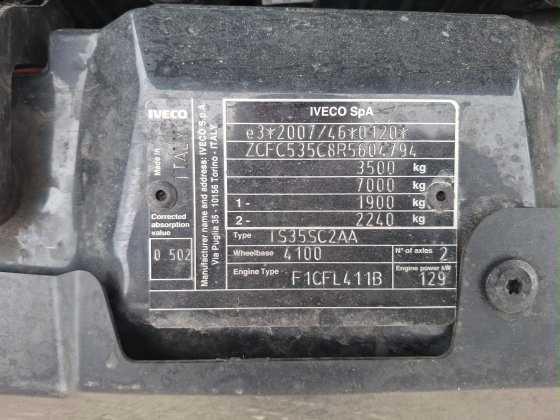 IVECO
IVECO SpA
e3*2007/46*0120*
ZCFC535C8R5604794
3500 kg
7000 kg
1- 1900 kg
2- 2240 kg
Type IS35SC2AA
Wheelbase 4100 N° of axles 2
Engine Type F1CFL411B Engine power kW 129
Made in ITALY
Corrected absorption value
0.502
Manufacturer name and address: IVECO S.p.A.
Via Puglia 35 - 10156 Torino - ITALY